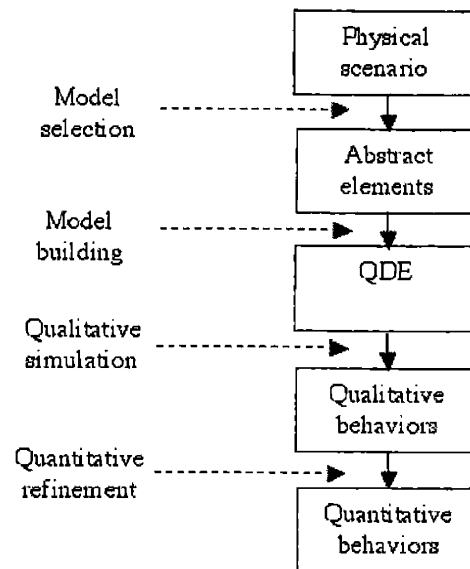 Physical
scenario
Model
selection
Abstract
elements
Model
building
QDE
Qualitative
simulation
Qualitative
behaviors
Quantitative
refinement
Quantitative
behaviors